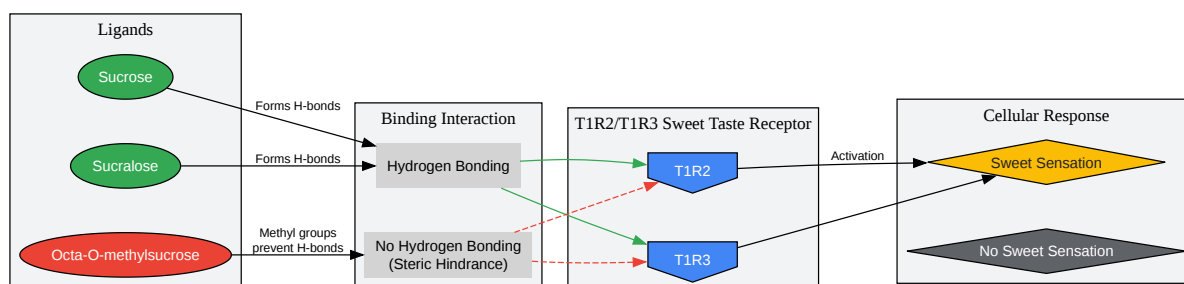 Ligands
Sucrose
Sucralose
Octa-O-methylsucrose
Forms H-bonds
Forms H-bonds
Methyl groups
prevent H-bonds
Binding Interaction
Hydrogen Bonding
No Hydrogen Bonding
(Steric Hindrance)
T1R2/T1R3 Sweet Taste Receptor
T1R2
T1R3
Activation
Cellular Response
Sweet Sensation
No Sweet Sensation